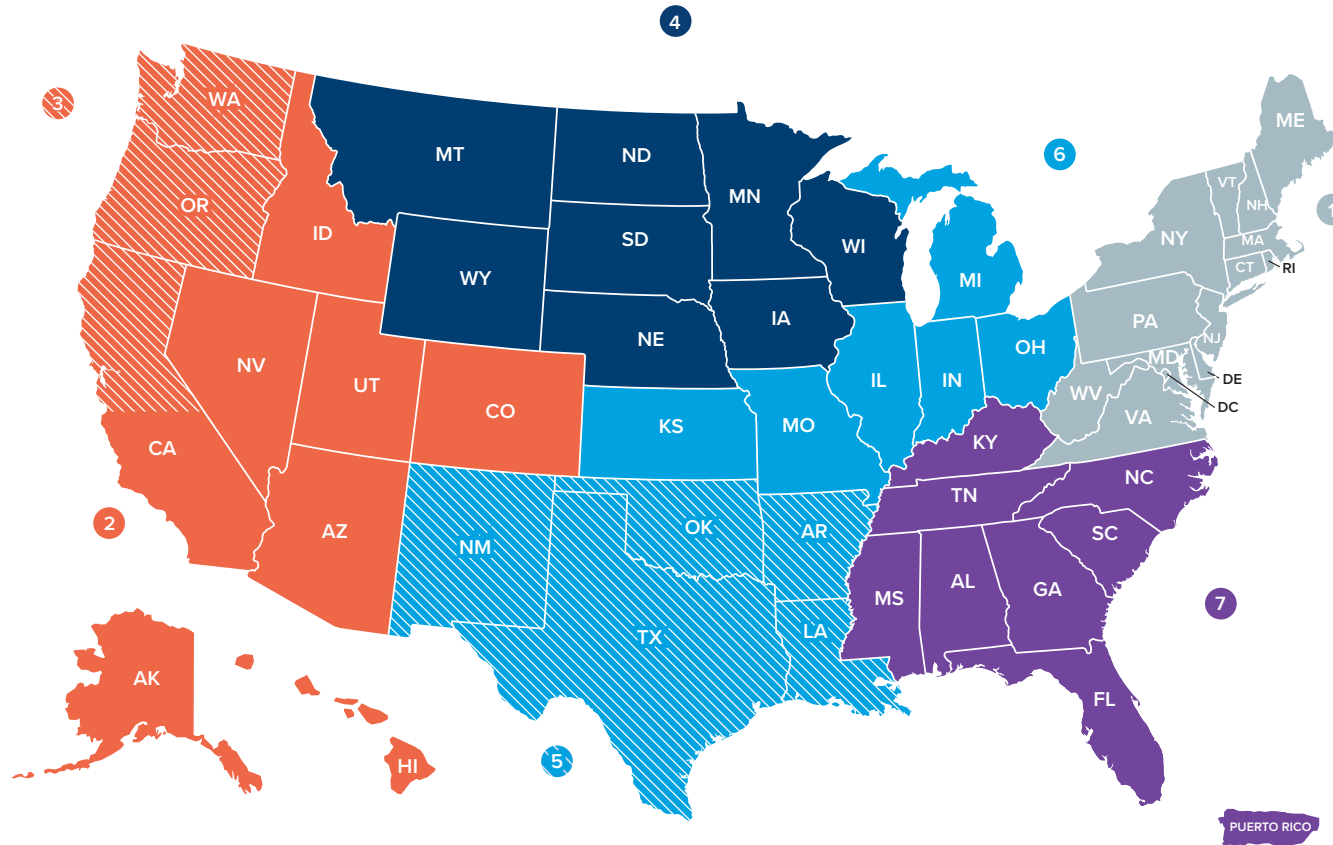 4
3
WA
MT
ND
MN
6
ME
OR
ID
SD
WI
VT
NH
1
NY
MA
WY
MI
CT
RI
NE
IA
PA
NV
UT
CO
IL
IN
OH
NJ
MD
DE
WV
DC
CA
KS
MO
KY
VA
2
AZ
NM
OK
AR
TN
NC
SC
MS
AL
GA
7
TX
LA
AK
HI
5
FL
PUERTO RICO